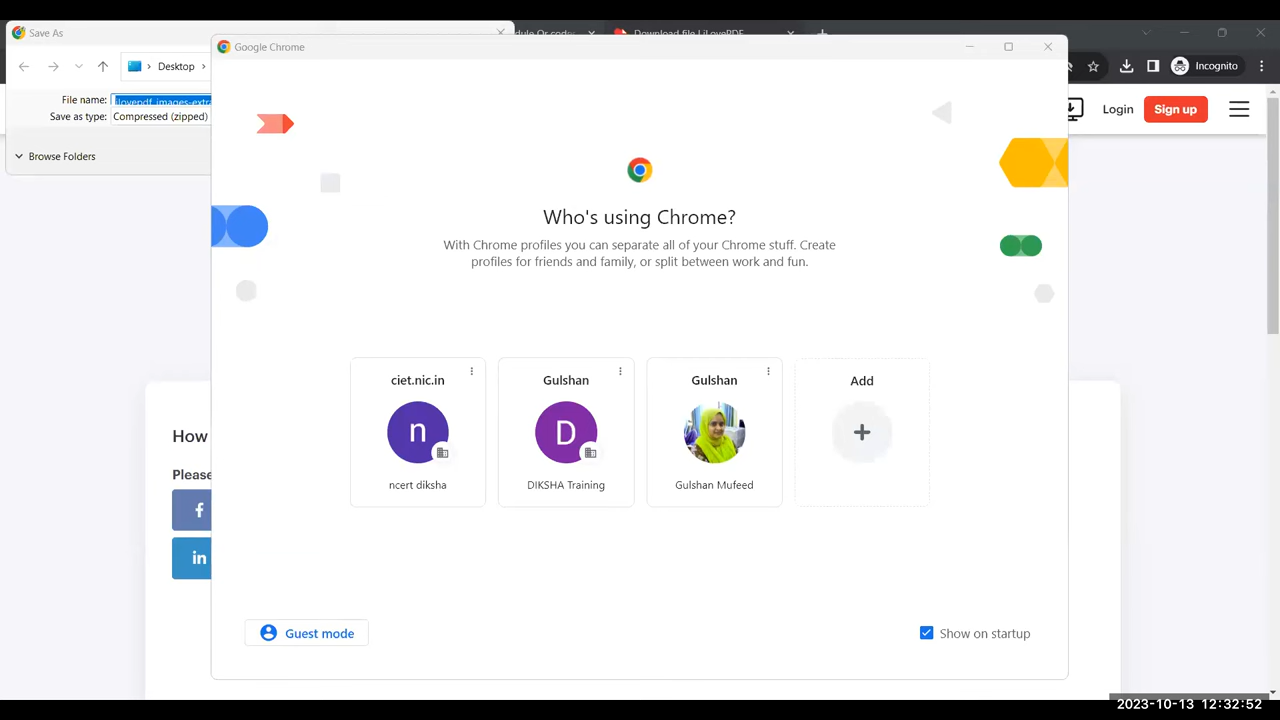 Save As
Download file | iLovePDF
Google Chrome
Incognito
Desktop
File name:
ilovepdf_images-extra
Save as type: Compressed (zipped)
Browse Folders
Login
Sign up
Who's using Chrome?
With Chrome profiles you can separate all of your Chrome stuff. Create
profiles for friends and family, or split between work and fun.
ciet.nic.in
Gulshan
Gulshan
Add
n
D
ncert diksha
DIKSHA Training
Gulshan Mufeed
How
Please
f
in
Guest mode
Show on startup
2023-10-13 12:32:52